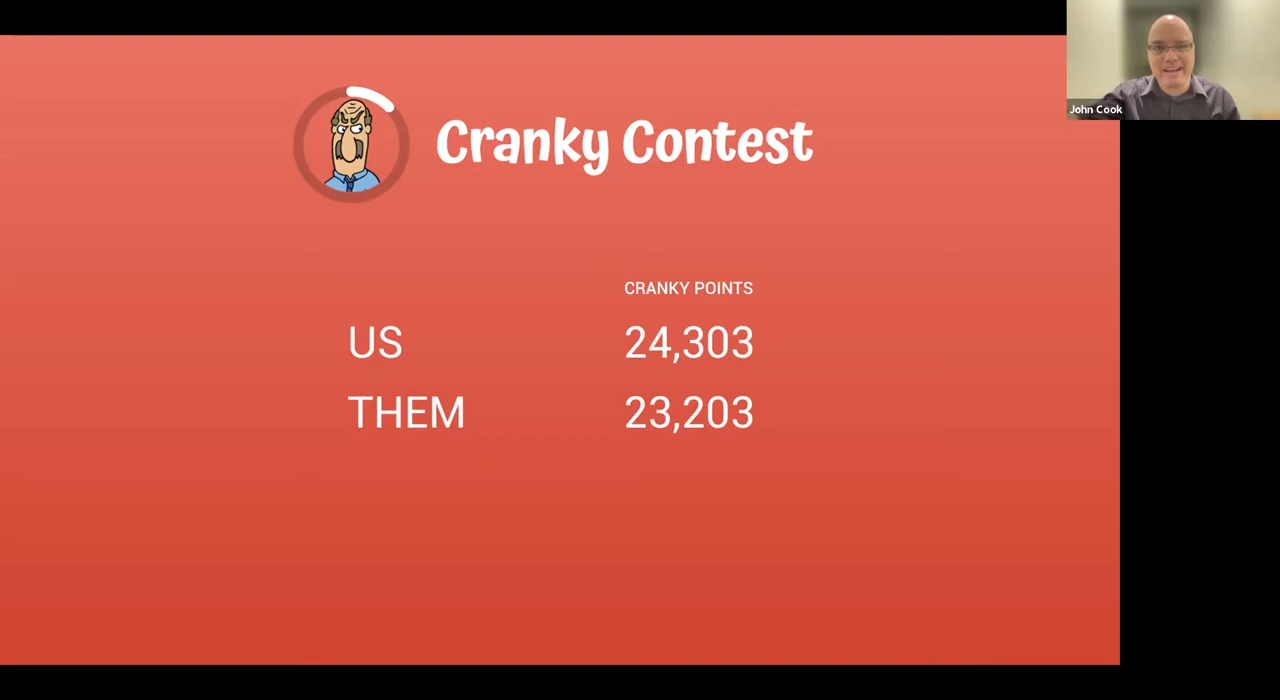 Cranky Contest
John Cook
CRANKY POINTS
US 24,303
THEM 23,203